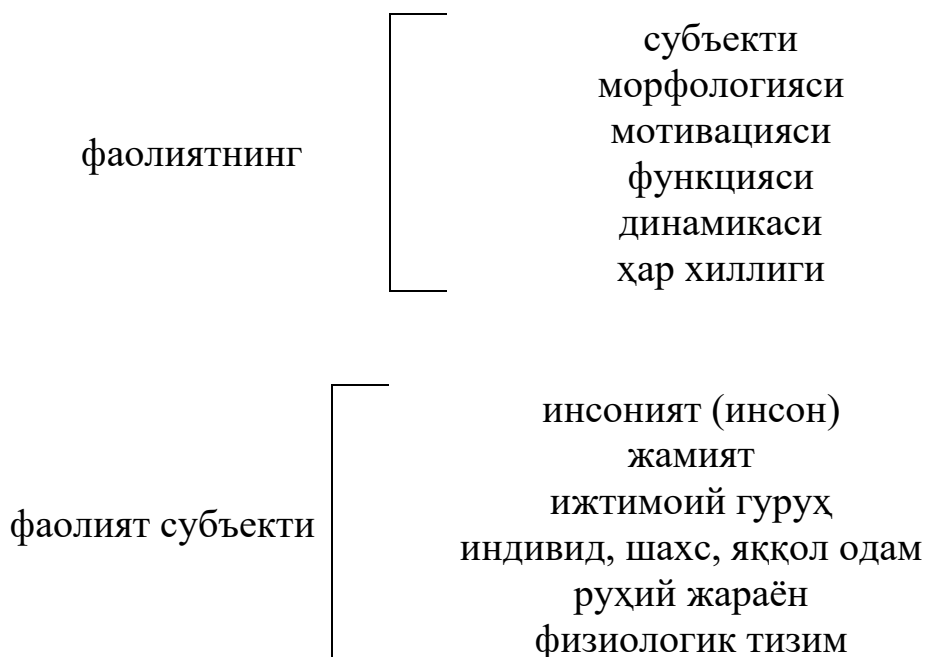 субъекти
морфологияси
мотивацияси
фаолиятнинг
функцияси
динамикаси
ҳар хиллиги
инсоният (инсон)
жамият
ижтимоий гуруҳ
фаолият субъекти
индивид, шахс, яққол одам
руҳий жараён
физиологик тизим